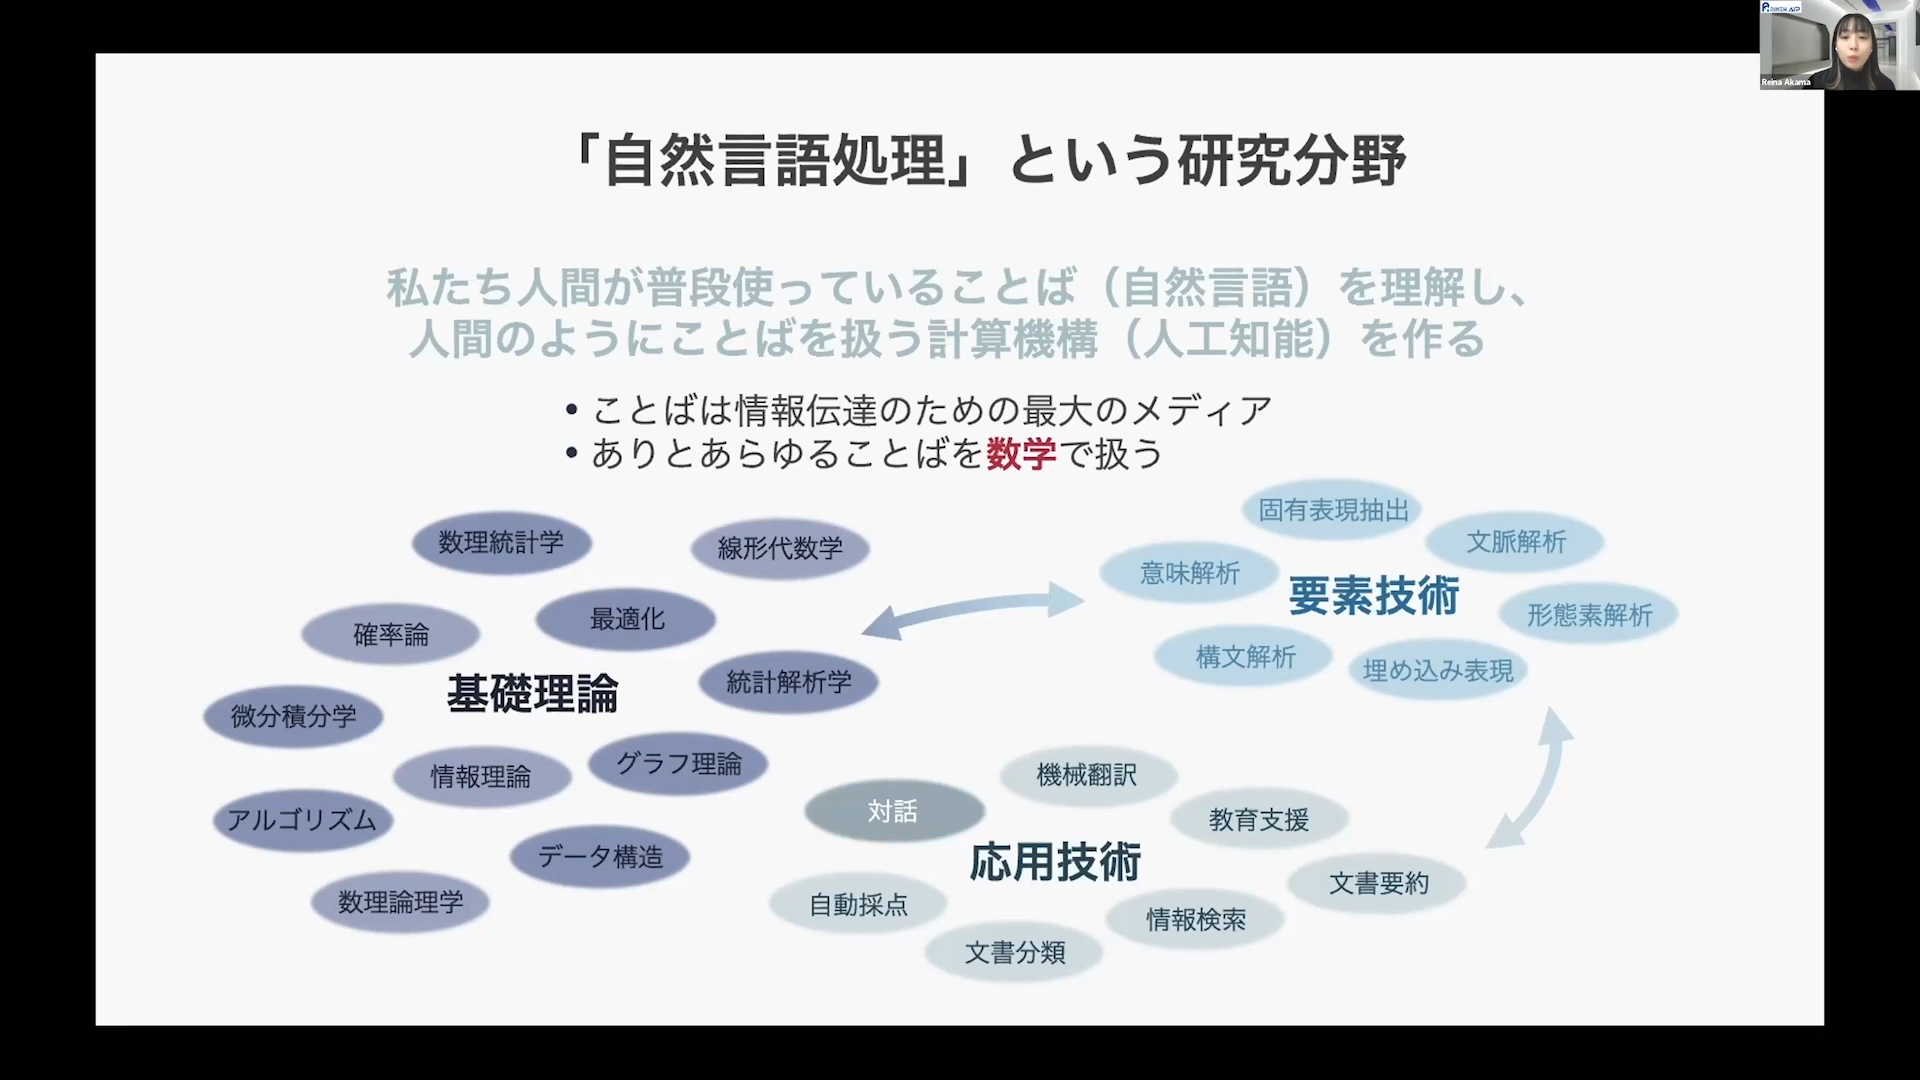 RIKEN AIP
Reina Akama
「自然言語処理」という研究分野
私たち人間が普段使っていることば（自然言語）を理解し、
人間のようにことばを扱う計算機構（人工知能）を作る
• ことばは情報伝達のための最大のメディア
• ありとあらゆることばを数学で扱う
数理統計学
線形代数学
確率論
最適化
基礎理論
統計解析学
微分積分学
情報理論
グラフ理論
アルゴリズム
データ構造
数理論理学
固有表現抽出
文脈解析
意味解析
要素技術
形態素解析
構文解析
埋め込み表現
機械翻訳
対話
教育支援
応用技術
文書要約
自動採点
情報検索
文書分類